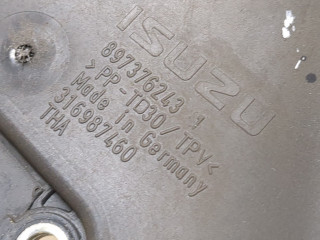 ISUZU
897376243 1
>PP-TD30/TPV<
Made in Germany
316987460
THA